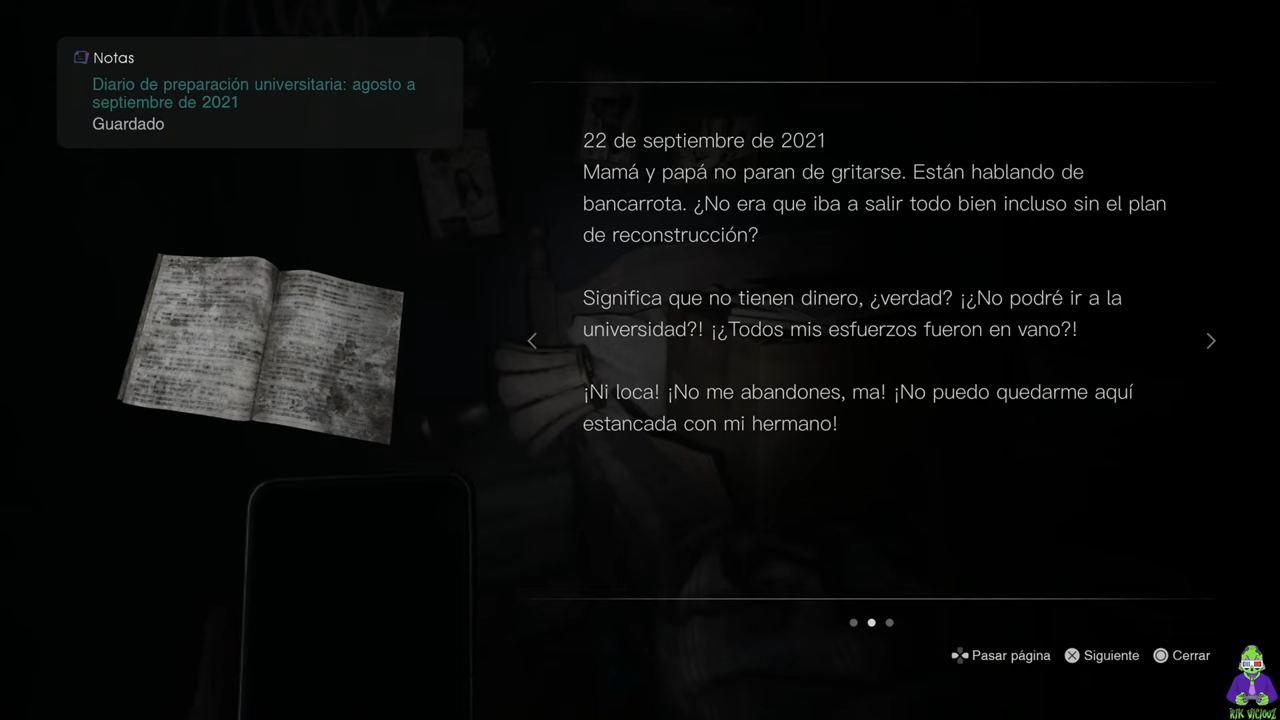 Notas
Diario de preparación universitaria: agosto a
septiembre de 2021
Guardado
22 de septiembre de 2021
Mamá y papá no paran de gritarse. Están hablando de
bancarrota. ¿No era que iba a salir todo bien incluso sin el plan
de reconstrucción?
Significa que no tienen dinero, ¿verdad? ¡¿No podré ir a la
universidad?! ¡¿Todos mis esfuerzos fueron en vano?!
¡Ni loca! ¡No me abandones, ma! ¡No puedo quedarme aquí
estancada con mi hermano!
Pasar página Siguiente Cerrar
RIK VICIOUZ